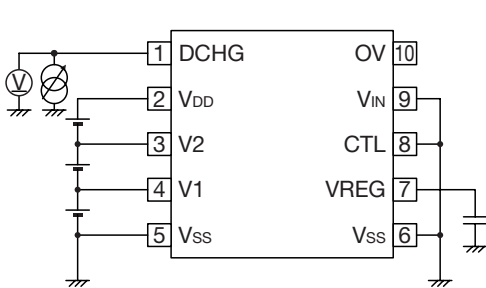 1 DCHG OV 10
V
2 VDD VIN 9
3 V2 CTL 8
4 V1 VREG 7
5 VSS VSS 6